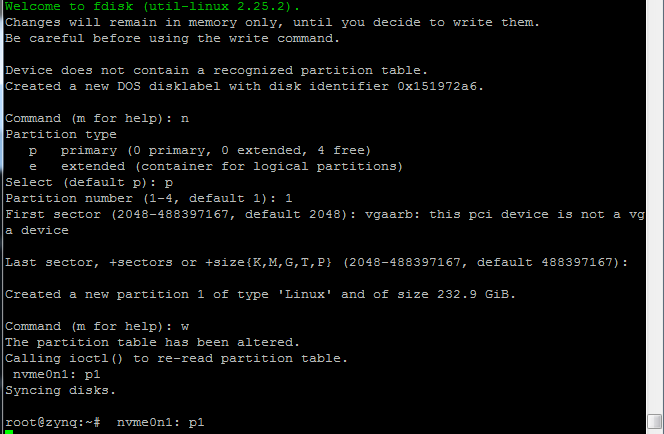 Welcome to fdisk (util-linux 2.25.2).
Changes will remain in memory only, until you decide to write them.
Be careful before using the write command.
Device does not contain a recognized partition table.
Created a new DOS disklabel with disk identifier 0x151972a6.
Command (m for help): n
Partition type
p   primary (0 primary, 0 extended, 4 free)
e   extended (container for logical partitions)
Select (default p): p
Partition number (1-4, default 1): 1
First sector (2048-488397167, default 2048): vgaarb: this pci device is not a vg
a device
Last sector, +sectors or +size{K,M,G,T,P} (2048-488397167, default 488397167):
Created a new partition 1 of type 'Linux' and of size 232.9 GiB.
Command (m for help): w
The partition table has been altered.
Calling ioctl() to re-read partition table.
nvme0n1: p1
Syncing disks.
root@zynq:~#  nvme0n1: p1